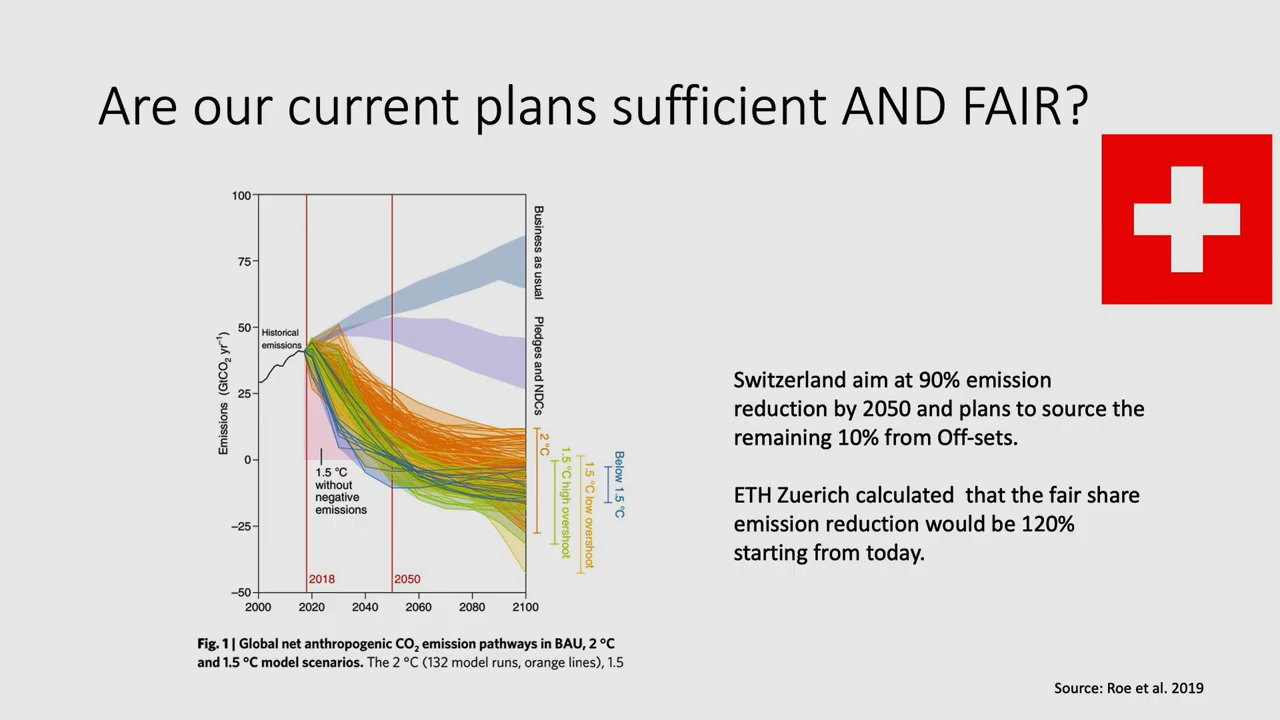 Are our current plans sufficient AND FAIR?
100
75
50
25
0
−25
−50
Emissions (GtCO2 yr−1)
Historical
emissions
1.5 °C
without
negative
emissions
2018
2050
2000
2020
2040
2060
2080
2100
Business as usual
Pledges and NDCs
2 °C
1.5 °C high overshoot
1.5 °C low overshoot
Below 1.5 °C
Fig. 1 | Global net anthropogenic CO2 emission pathways in BAU, 2 °C
and 1.5 °C model scenarios. The 2 °C (132 model runs, orange lines), 1.5
Switzerland aim at 90% emission
reduction by 2050 and plans to source the
remaining 10% from Off-sets.
ETH Zuerich calculated that the fair share
emission reduction would be 120%
starting from today.
Source: Roe et al. 2019